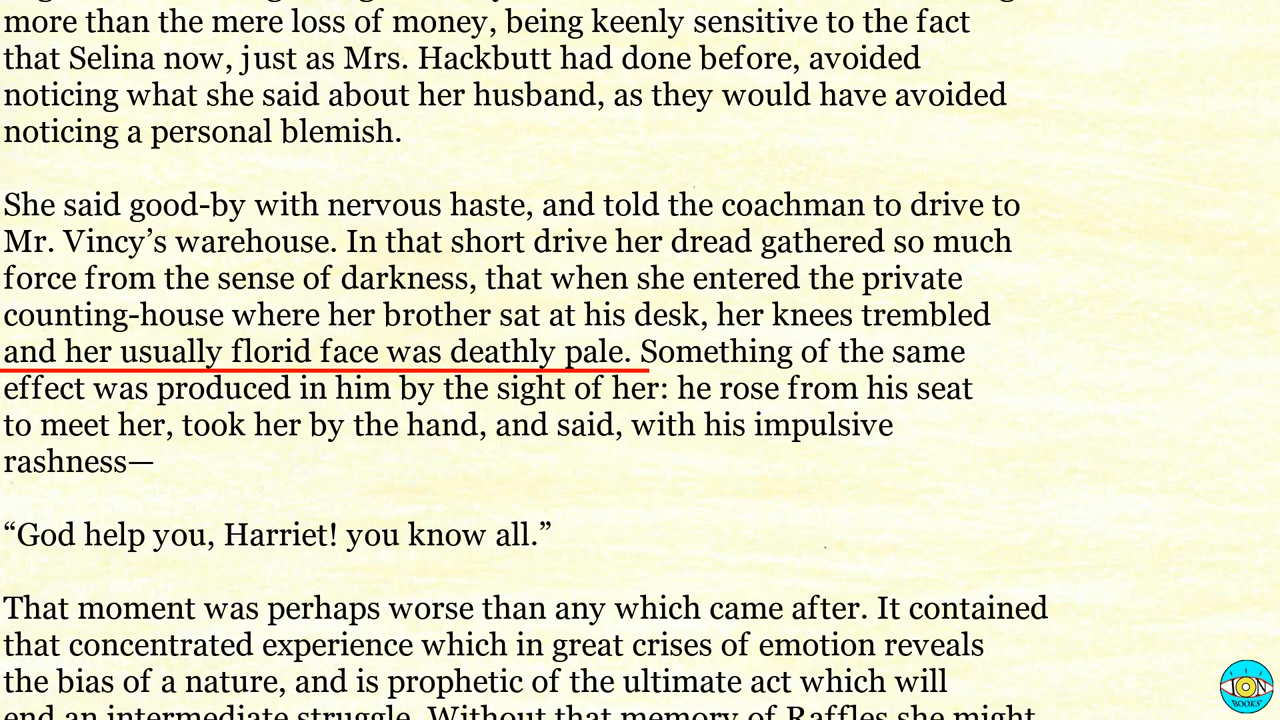 more than the mere loss of money, being keenly sensitive to the fact
that Selina now, just as Mrs. Hackbutt had done before, avoided
noticing what she said about her husband, as they would have avoided
noticing a personal blemish.
She said good-by with nervous haste, and told the coachman to drive to
Mr. Vincy’s warehouse. In that short drive her dread gathered so much
force from the sense of darkness, that when she entered the private
counting-house where her brother sat at his desk, her knees trembled
and her usually florid face was deathly pale. Something of the same
effect was produced in him by the sight of her: he rose from his seat
to meet her, took her by the hand, and said, with his impulsive
rashness—
“God help you, Harriet! you know all.”
That moment was perhaps worse than any which came after. It contained
that concentrated experience which in great crises of emotion reveals
the bias of a nature, and is prophetic of the ultimate act which will
end an intermediate struggle. Without that memory of Raffles she might
ION
BOOKS